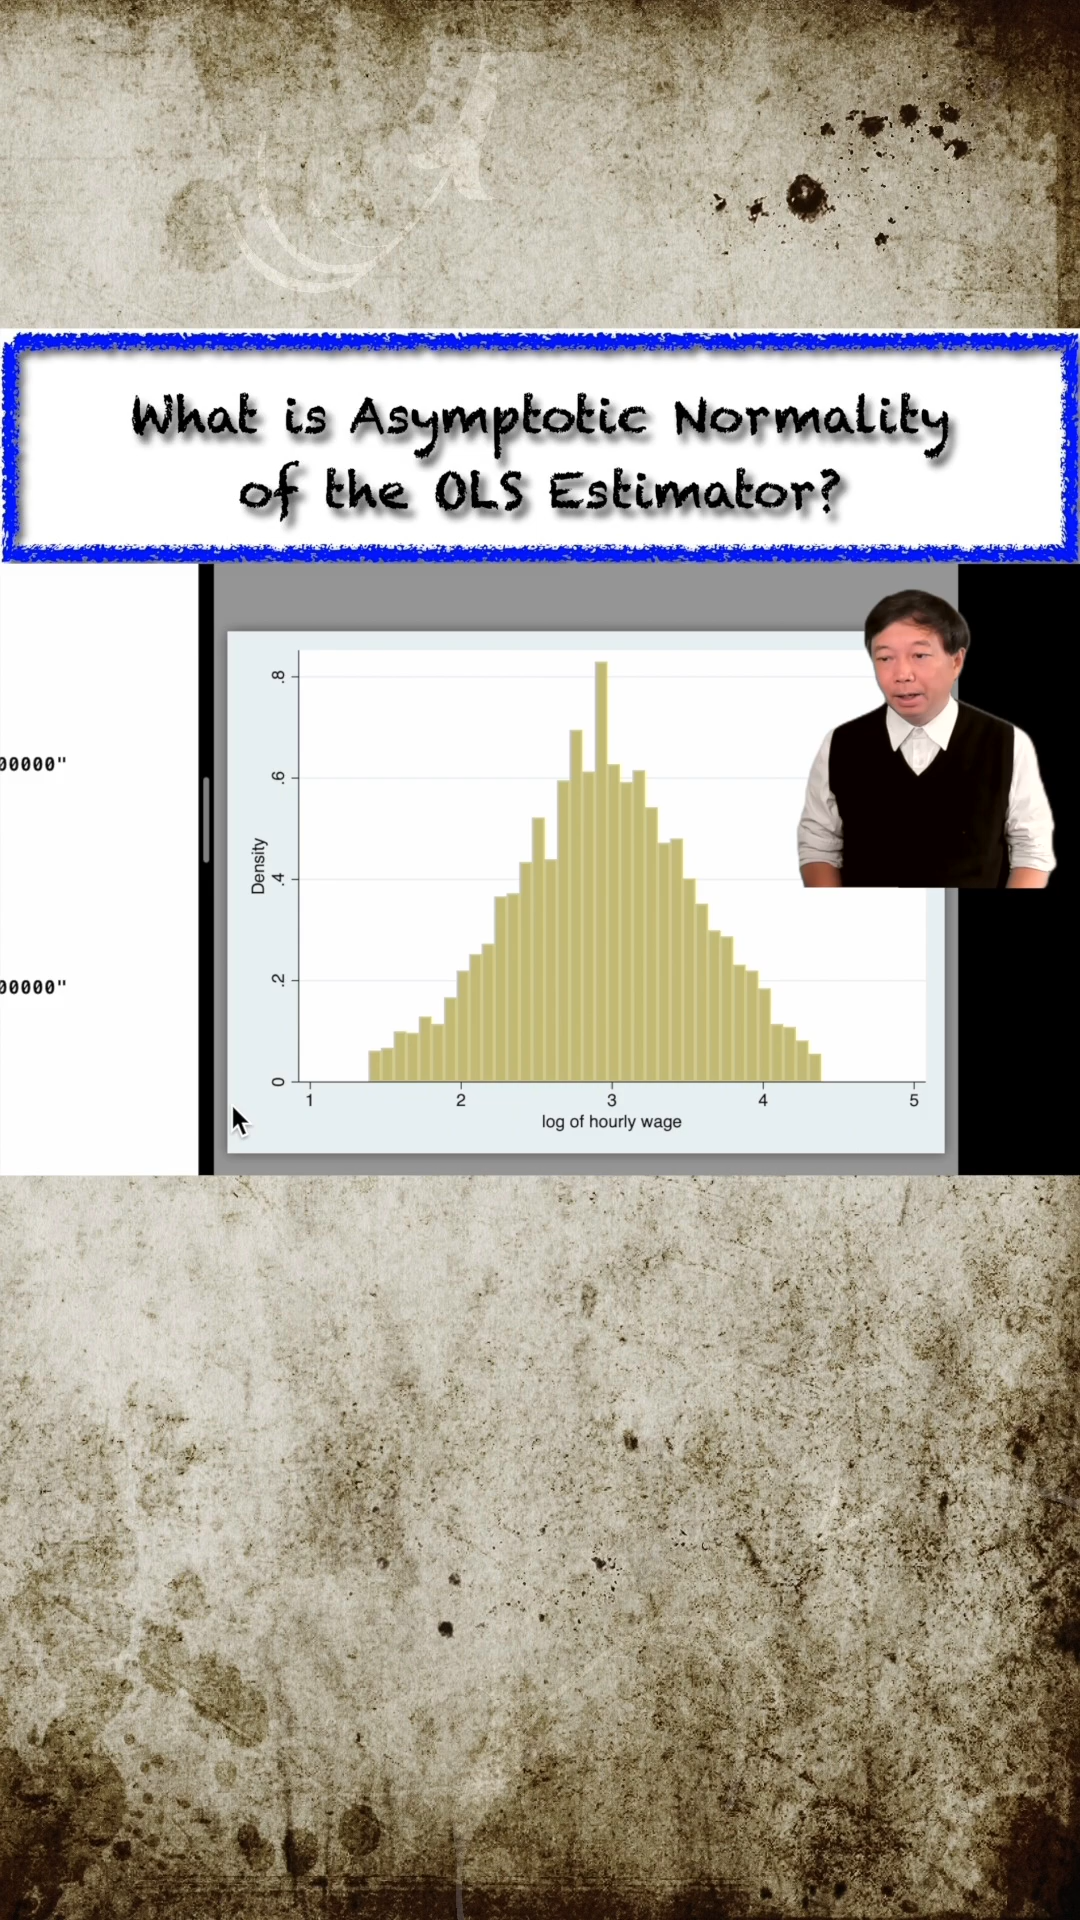 What is Asymptotic Normality
of the OLS Estimator?
00000"
00000"
Density
.8
.6
.4
.2
0
1 2 3 4 5
log of hourly wage